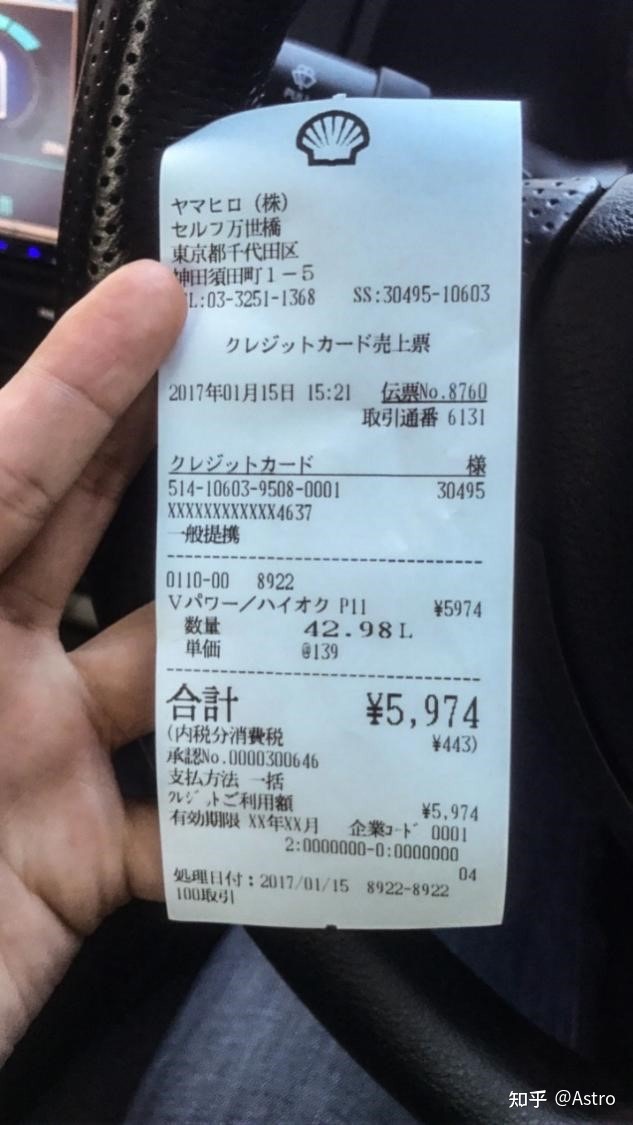 ヤマヒロ（株）
セルフ万世橋
東京都千代田区
神田須田町１－５
EL:03-3251-1368 SS:30495-10603
クレジットカード売上票
2017年01月15日 15:21 伝票No.8760
取引通番 6131
クレジットカード 様
514-10603-9508-0001 30495
XXXXXXXXXXXX4637
一般提携
0110-00 8922
Ｖパワー／ハイオク P11 ¥5974
数量 42.98L
単価 @139
合計 ¥5,974
(内税分消費税 ¥443)
承認No.0000300646
支払方法 一括
ｸﾚｼﾞｯﾄご利用額 ¥5,974
有効期限 XX年XX月 企業ｺｰﾄﾞ 0001
2:0000000-0:0000000
04
処理日付：2017/01/15 8922-8922
100取引
知乎 @Astro